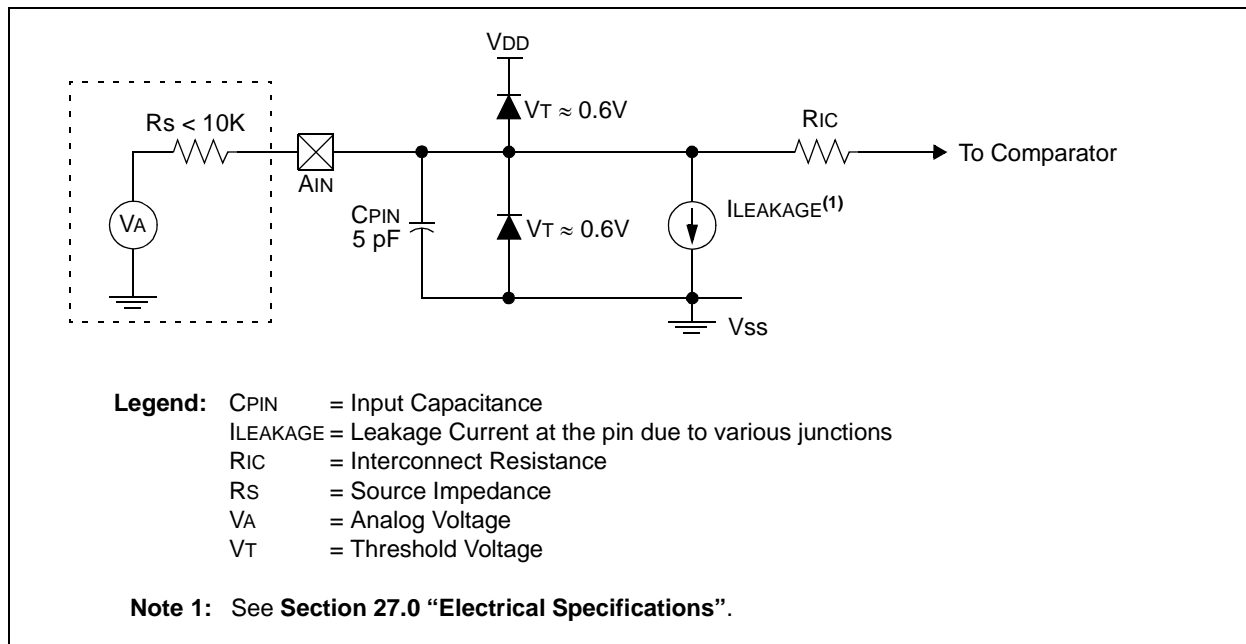 VDD
VT ≈ 0.6V
Rs < 10K
RIC
To Comparator
AIN
VA
CPIN
5 pF
VT ≈ 0.6V
ILEAKAGE(1)
Vss
Legend: CPIN = Input Capacitance
ILEAKAGE = Leakage Current at the pin due to various junctions
RIC = Interconnect Resistance
RS = Source Impedance
VA = Analog Voltage
VT = Threshold Voltage
Note 1: See Section 27.0 “Electrical Specifications”.